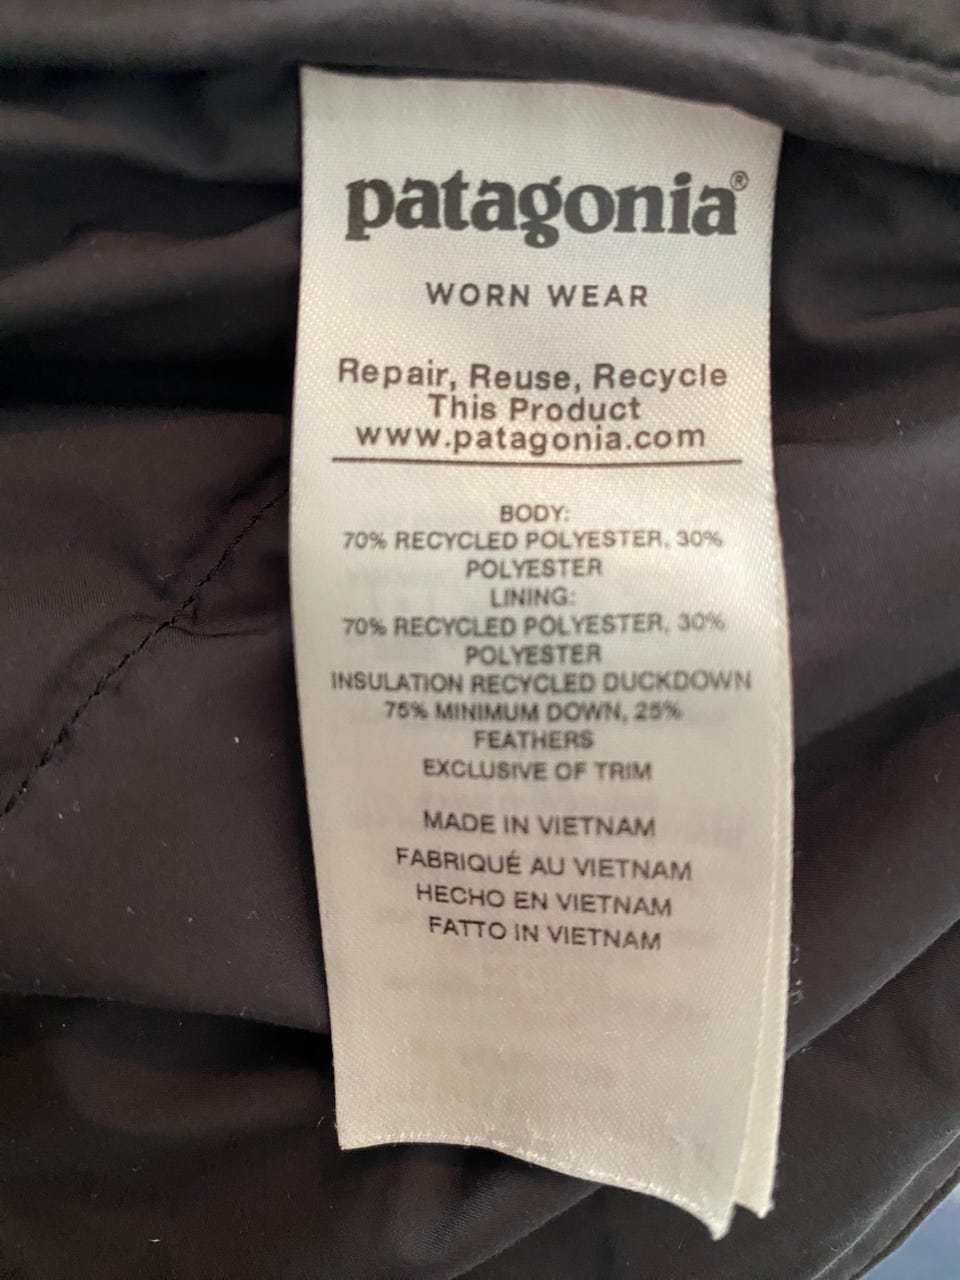 patagonia®
WORN WEAR
Repair, Reuse, Recycle
This Product
www.patagonia.com
BODY:
70% RECYCLED POLYESTER, 30%
POLYESTER
LINING:
70% RECYCLED POLYESTER, 30%
POLYESTER
INSULATION RECYCLED DUCKDOWN
75% MINIMUM DOWN, 25%
FEATHERS
EXCLUSIVE OF TRIM
MADE IN VIETNAM
FABRIQUÉ AU VIETNAM
HECHO EN VIETNAM
FATTO IN VIETNAM